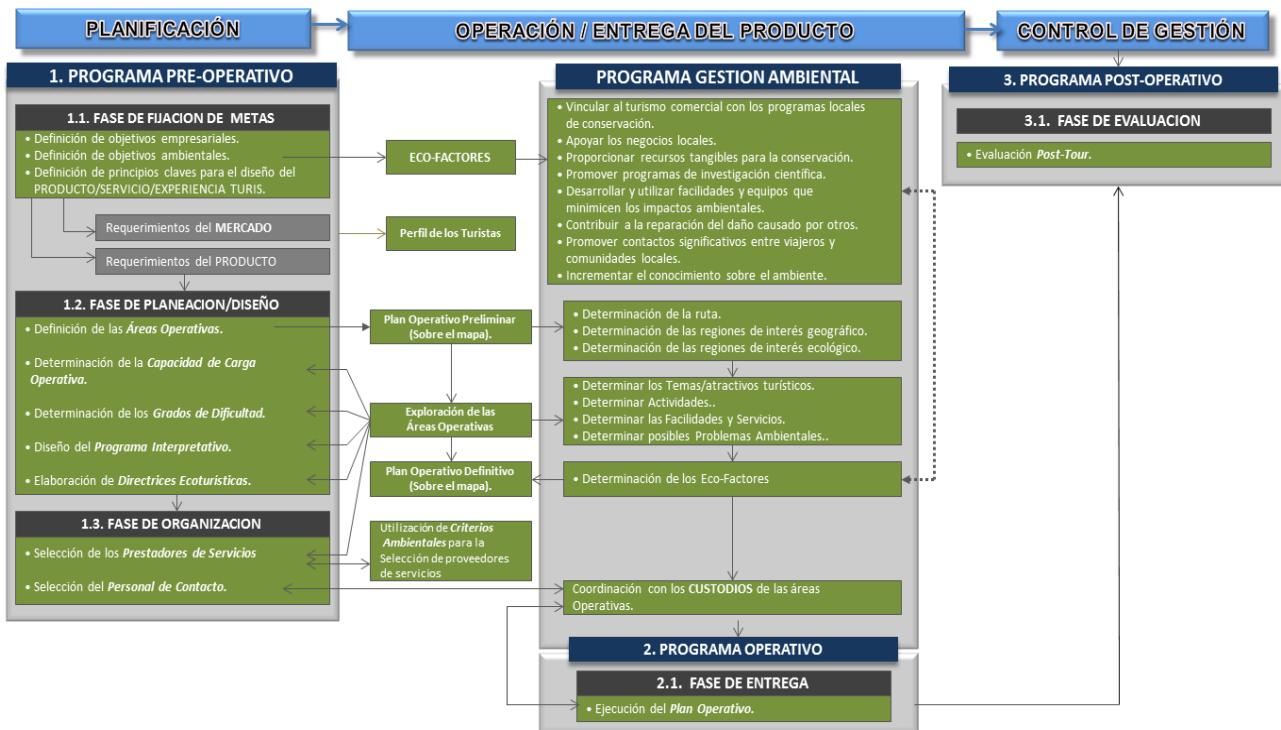 PLANIFICACIÓN
OPERACIÓN / ENTREGA DEL PRODUCTO
CONTROL DE GESTIÓN
1. PROGRAMA PRE-OPERATIVO
1.1. FASE DE FIJACION DE METAS
• Definición de objetivos empresariales.
• Definición de objetivos ambientales.
• Definición de principios claves para el diseño del
PRODUCTO/SERVICIO/EXPERIENCIA TURIS.
Requerimientos del MERCADO
Requerimientos del PRODUCTO
1.2. FASE DE PLANEACION/DISEÑO
• Definición de las Áreas Operativas.
• Determinación de la Capacidad de Carga
Operativa.
• Determinación de los Grados de Dificultad.
• Diseño del Programa Interpretativo.
• Elaboración de Directrices Ecoturísticas.
1.3. FASE DE ORGANIZACION
• Selección de los Prestadores de Servicios
• Selección del Personal de Contacto.
ECO-FACTORES
Perfil de los Turistas
Plan Operativo Preliminar
(Sobre el mapa).
Exploración de las
Áreas Operativas
Plan Operativo Definitivo
(Sobre el mapa).
Utilización de Criterios
Ambientales para la
Selección de proveedores
de servicios
PROGRAMA GESTION AMBIENTAL
• Vincular al turismo comercial con los programas locales
de conservación.
• Apoyar los negocios locales.
• Proporcionar recursos tangibles para la conservación.
• Promover programas de investigación científica.
• Desarrollar y utilizar facilidades y equipos que
minimicen los impactos ambientales.
• Contribuir a la reparación del daño causado por otros.
• Promover contactos significativos entre viajeros y
comunidades locales.
• Incrementar el conocimiento sobre el ambiente.
• Determinación de la ruta.
• Determinación de las regiones de interés geográfico.
• Determinación de las regiones de interés ecológico.
• Determinar los Temas/atractivos turísticos.
• Determinar Actividades..
• Determinar las Facilidades y Servicios.
• Determinar posibles Problemas Ambientales..
• Determinación de los Eco-Factores
Coordinación con los CUSTODIOS de las áreas
Operativas.
2. PROGRAMA OPERATIVO
2.1. FASE DE ENTREGA
• Ejecución del Plan Operativo.
3. PROGRAMA POST-OPERATIVO
3.1. FASE DE EVALUACION
• Evaluación Post-Tour.